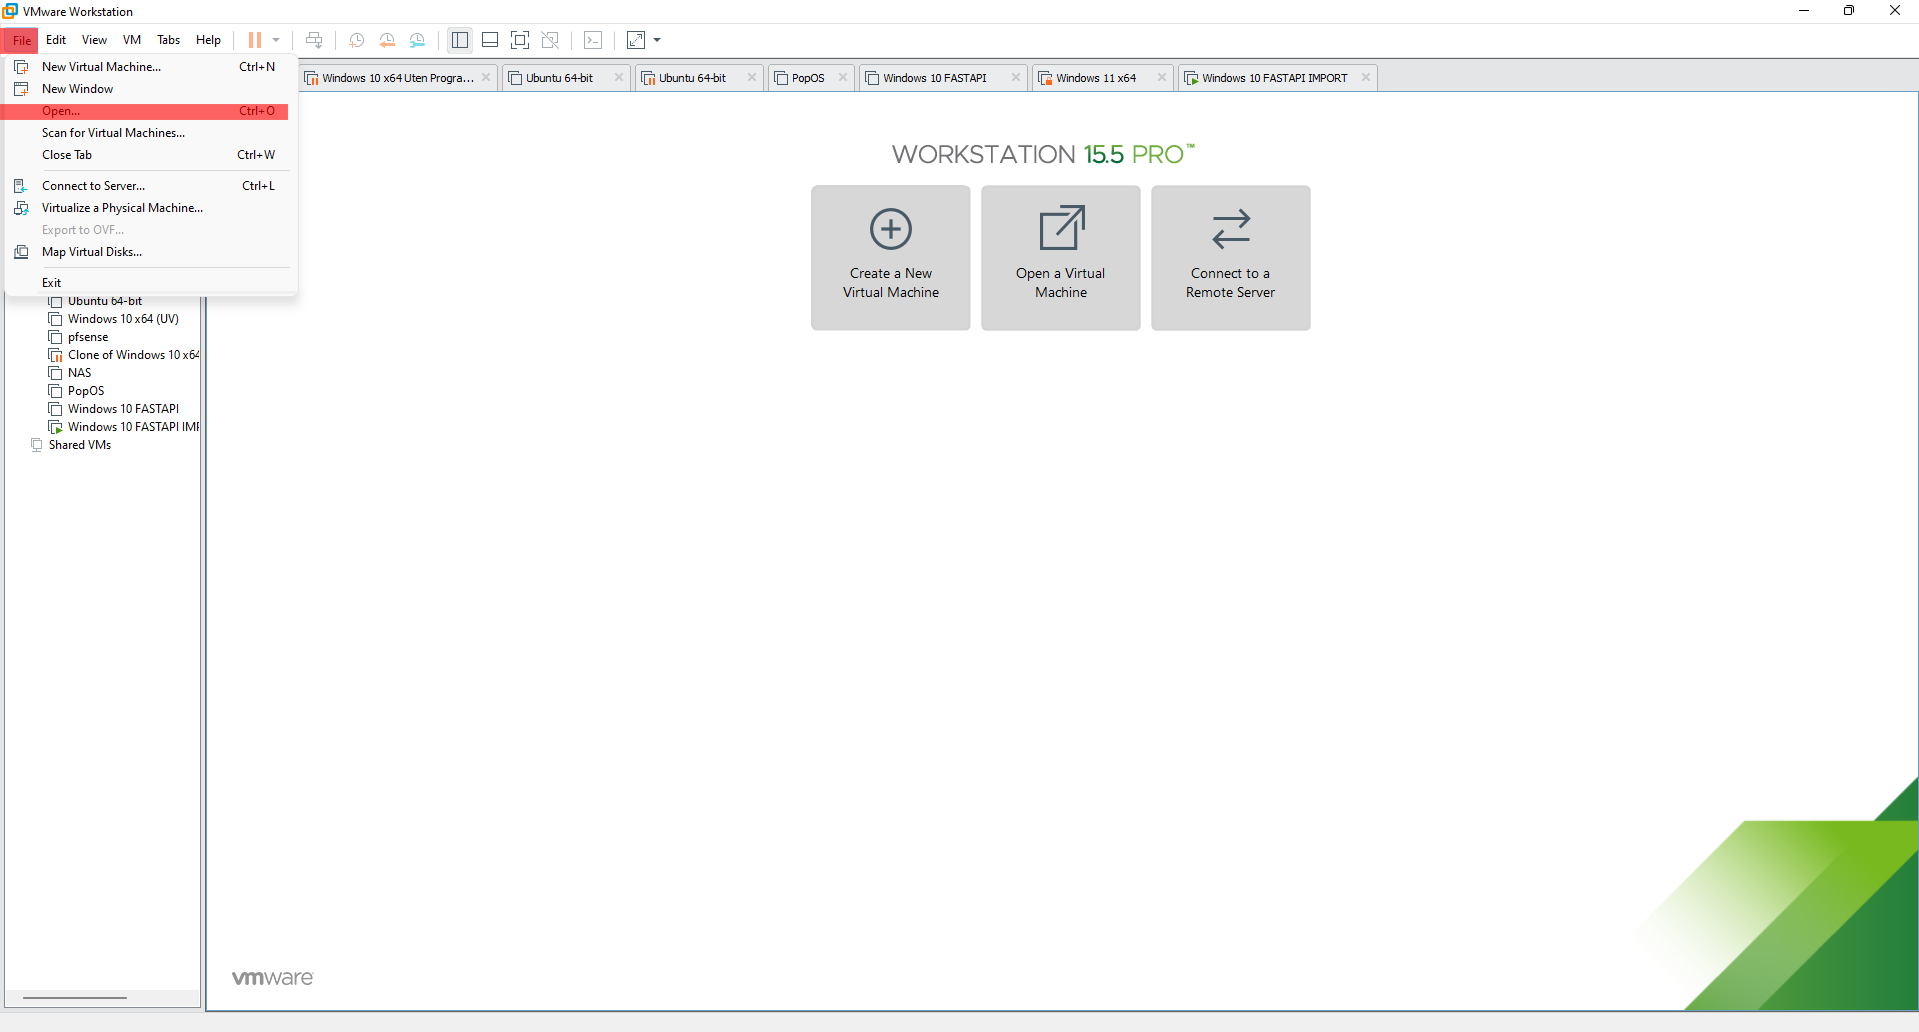 VMware Workstation
File Edit View VM Tabs Help
New Virtual Machine... Ctrl+N
New Window
Open... Ctrl+O
Scan for Virtual Machines...
Close Tab Ctrl+W
Connect to Server... Ctrl+L
Virtualize a Physical Machine...
Export to OVF...
Map Virtual Disks...
Exit
Ubuntu 64-bit
Windows 10 x64 (UV)
pfsense
Clone of Windows 10 x64
NAS
PopOS
Windows 10 FASTAPI
Windows 10 FASTAPI IMP
Shared VMs
Windows 10 x64 Uten Progra... Ubuntu 64-bit Ubuntu 64-bit PopOS Windows 10 FASTAPI Windows 11 x64 Windows 10 FASTAPI IMPORT
WORKSTATION 15.5 PRO™
Create a New
Virtual Machine
Open a Virtual
Machine
Connect to a
Remote Server
vmware